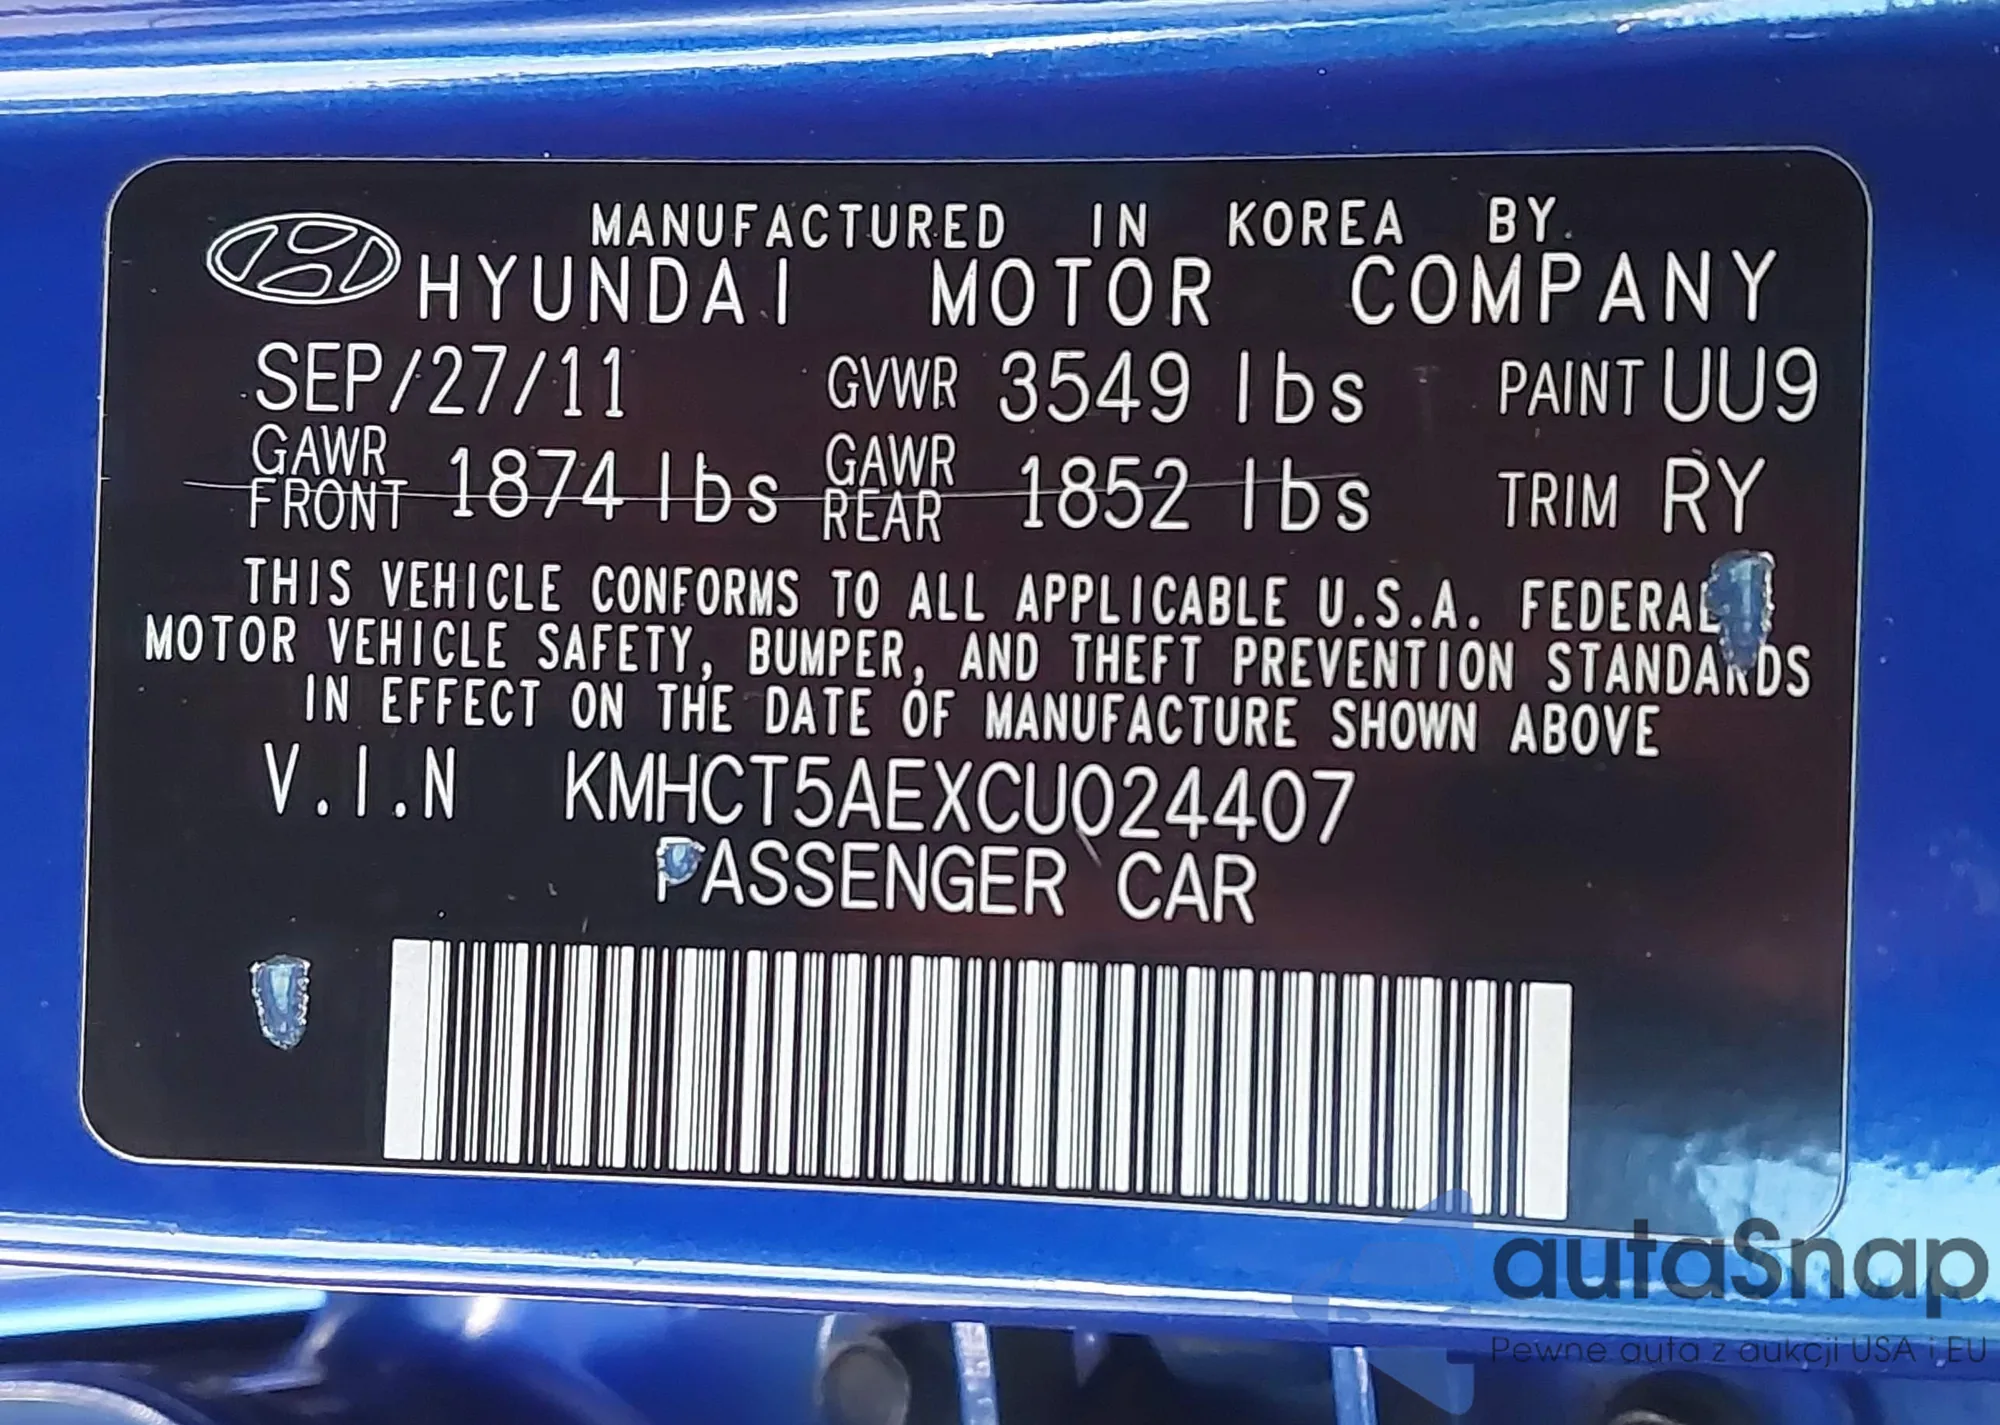 MANUFACTURED IN KOREA BY.
HYUNDAI MOTOR COMPANY
SEP/27/11 GVWR 3549 lbs PAINT UU9
GAWR FRONT 1874 lbs GAWR REAR 1852 lbs TRIM RY
THIS VEHICLE CONFORMS TO ALL APPLICABLE U.S.A. FEDERAL
MOTOR VEHICLE SAFETY, BUMPER, AND THEFT PREVENTION STANDARDS
IN EFFECT ON THE DATE OF MANUFACTURE SHOWN ABOVE
V.I.N KMHCT5AEXCU024407
PASSENGER CAR
autaSnap
Pewne auta z aukcji USA i EU